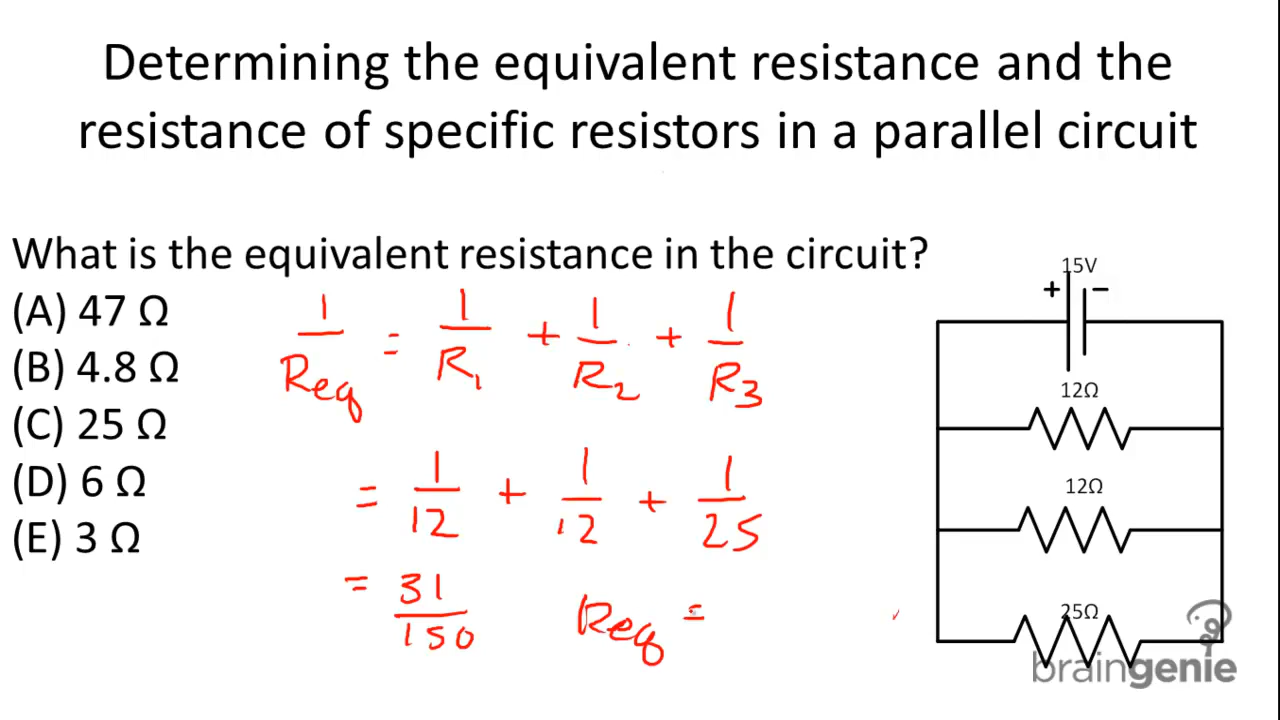 Determining the equivalent resistance and the
resistance of specific resistors in a parallel circuit
What is the equivalent resistance in the circuit?
(A) 47 Ω
(B) 4.8 Ω
(C) 25 Ω
(D) 6 Ω
(E) 3 Ω
1/Req = 1/R1 + 1/R2 + 1/R3
= 1/12 + 1/12 + 1/25
= 31/150 Req =
15V
+ −
12Ω
12Ω
25Ω
braingenie